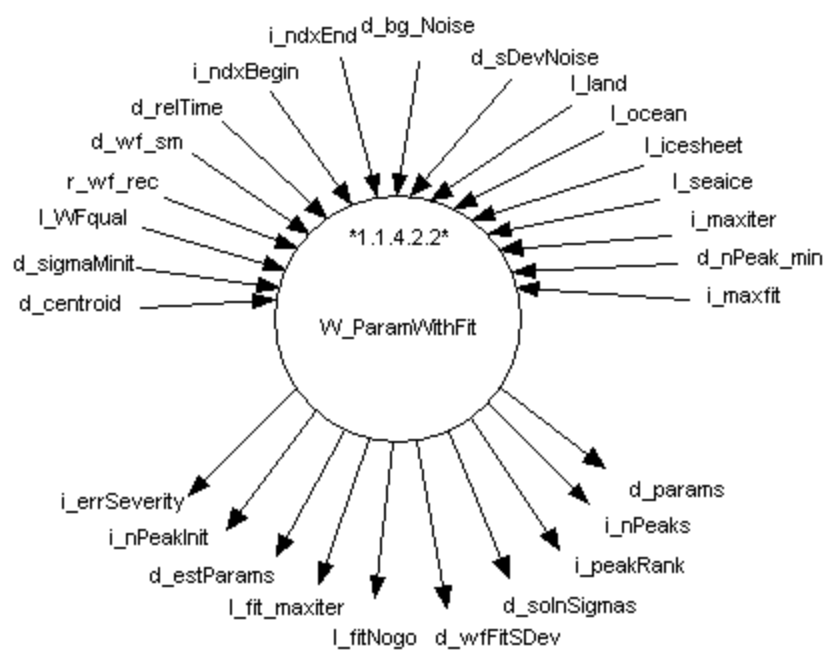 i_ndxEnd
d_bg_Noise
i_ndxBegin
d_sDevNoise
d_relTime
l_land
d_wf_sm
l_ocean
r_wf_rec
l_icesheet
l_WFqual
l_seaice
d_sigmaMinit
i_maxiter
d_centroid
d_nPeak_min
i_maxfit
*1.1.4.2.2*
W_ParamWithFit
i_errSeverity
d_params
i_nPeakInit
i_nPeaks
d_estParams
i_peakRank
l_fit_maxiter
d_solnSigmas
l_fitNogo
d_wfFitSDev